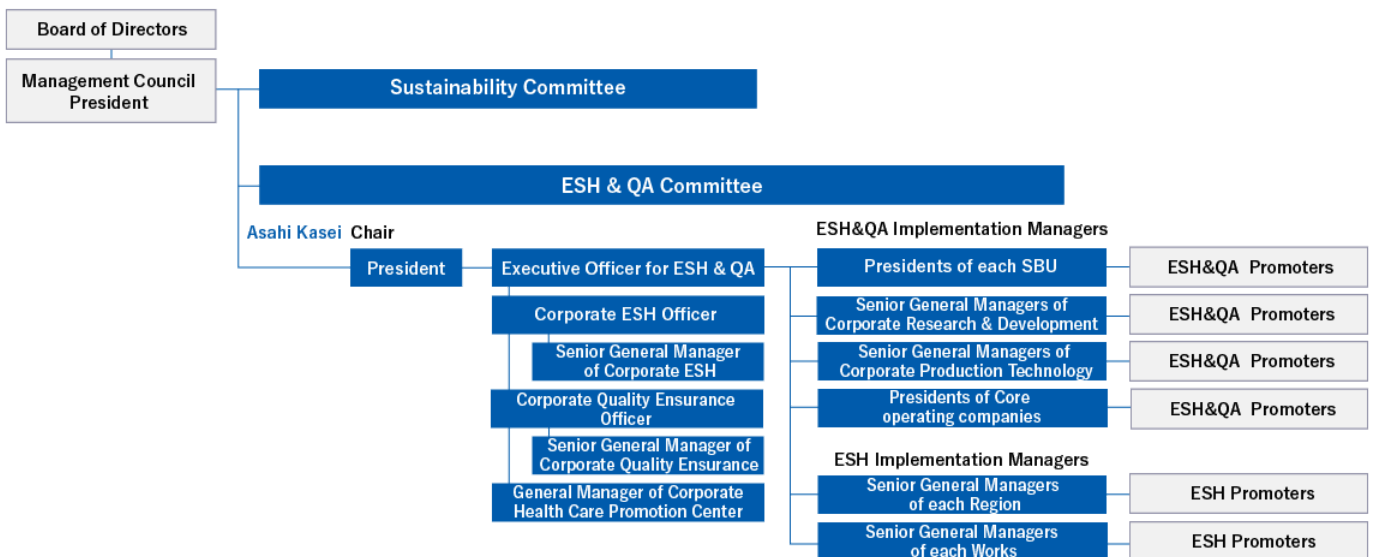 Board of Directors
Management Council
President
Sustainability Committee
ESH & QA Committee
Asahi Kasei Chair
President
Executive Officer for ESH & QA
Corporate ESH Officer
Senior General Manager
of Corporate ESH
Corporate Quality Ensurance
Officer
Senior General Manager of
Corporate Quality Ensurance
General Manager of Corporate
Health Care Promotion Center
ESH&QA Implementation Managers
Presidents of each SBU
ESH&QA Promoters
Senior General Managers of
Corporate Research & Development
ESH&QA Promoters
Senior General Managers of
Corporate Production Technology
ESH&QA Promoters
Presidents of Core
operating companies
ESH&QA Promoters
ESH Implementation Managers
Senior General Managers
of each Region
ESH Promoters
Senior General Managers
of each Works
ESH Promoters